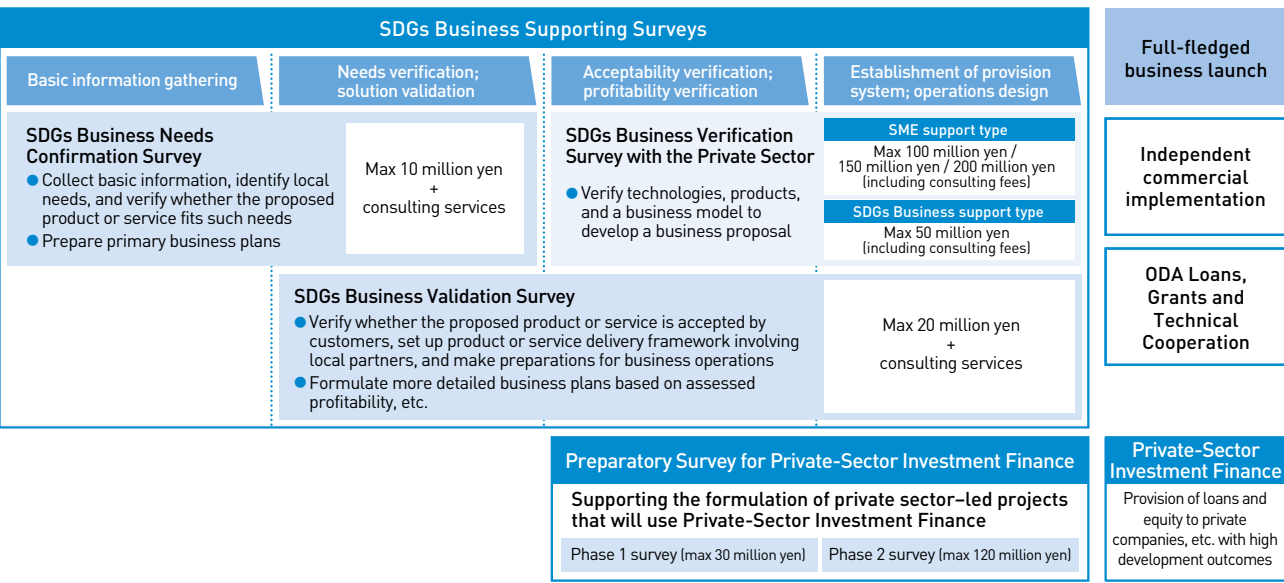 SDGs Business Supporting Surveys
Full-fledged
business launch
Basic information gathering
Needs verification;
solution validation
Acceptability verification;
profitability verification
Establishment of provision
system; operations design
SDGs Business Needs
Confirmation Survey
● Collect basic information, identify local
needs, and verify whether the proposed
product or service fits such needs
● Prepare primary business plans
Max 10 million yen
+
consulting services
SDGs Business Verification
Survey with the Private Sector
● Verify technologies, products,
and a business model to
develop a business proposal
SME support type
Max 100 million yen /
150 million yen / 200 million yen
(including consulting fees)
SDGs Business support type
Max 50 million yen
(including consulting fees)
Independent
commercial
implementation
SDGs Business Validation Survey
● Verify whether the proposed product or service is accepted by
customers, set up product or service delivery framework involving
local partners, and make preparations for business operations
● Formulate more detailed business plans based on assessed
profitability, etc.
Max 20 million yen
+
consulting services
ODA Loans,
Grants and
Technical
Cooperation
Preparatory Survey for Private-Sector Investment Finance
Supporting the formulation of private sector–led projects
that will use Private-Sector Investment Finance
Phase 1 survey (max 30 million yen)
Phase 2 survey (max 120 million yen)
Private-Sector
Investment Finance
Provision of loans and
equity to private
companies, etc. with high
development outcomes